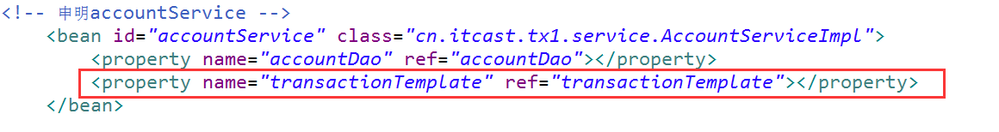 <!-- 申明accountService -->
<bean id="accountService" class="cn.itcast.tx1.service.AccountServiceImpl">
<property name="accountDao" ref="accountDao"></property>
<property name="transactionTemplate" ref="transactionTemplate"></property>
</bean>